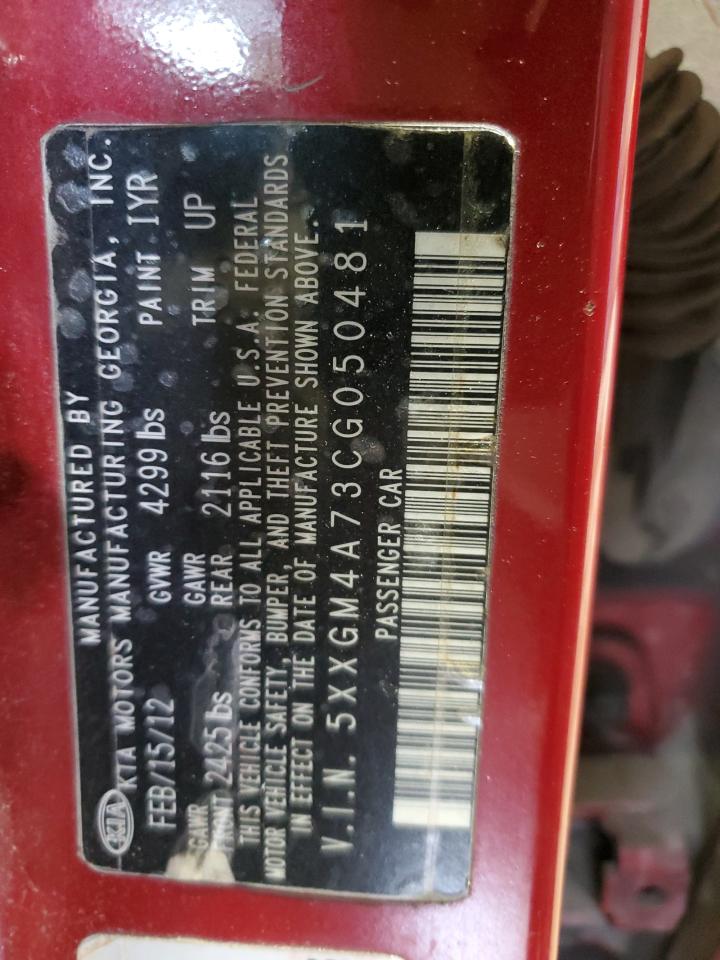 MANUFACTURED BY
KIA KIA MOTORS MANUFACTURING GEORGIA, INC.
FEB/15/12 GVWR 4299 lbs PAINT IYR
GAWR FRONT 2425 lbs GAWR REAR 2116 lbs TRIM UP
THIS VEHICLE CONFORMS TO ALL APPLICABLE U.S.A. FEDERAL
MOTOR VEHICLE SAFETY, BUMPER, AND THEFT PREVENTION STANDARDS
IN EFFECT ON THE DATE OF MANUFACTURE SHOWN ABOVE.
V.I.N. 5XXGM4A73CG050481
PASSENGER CAR